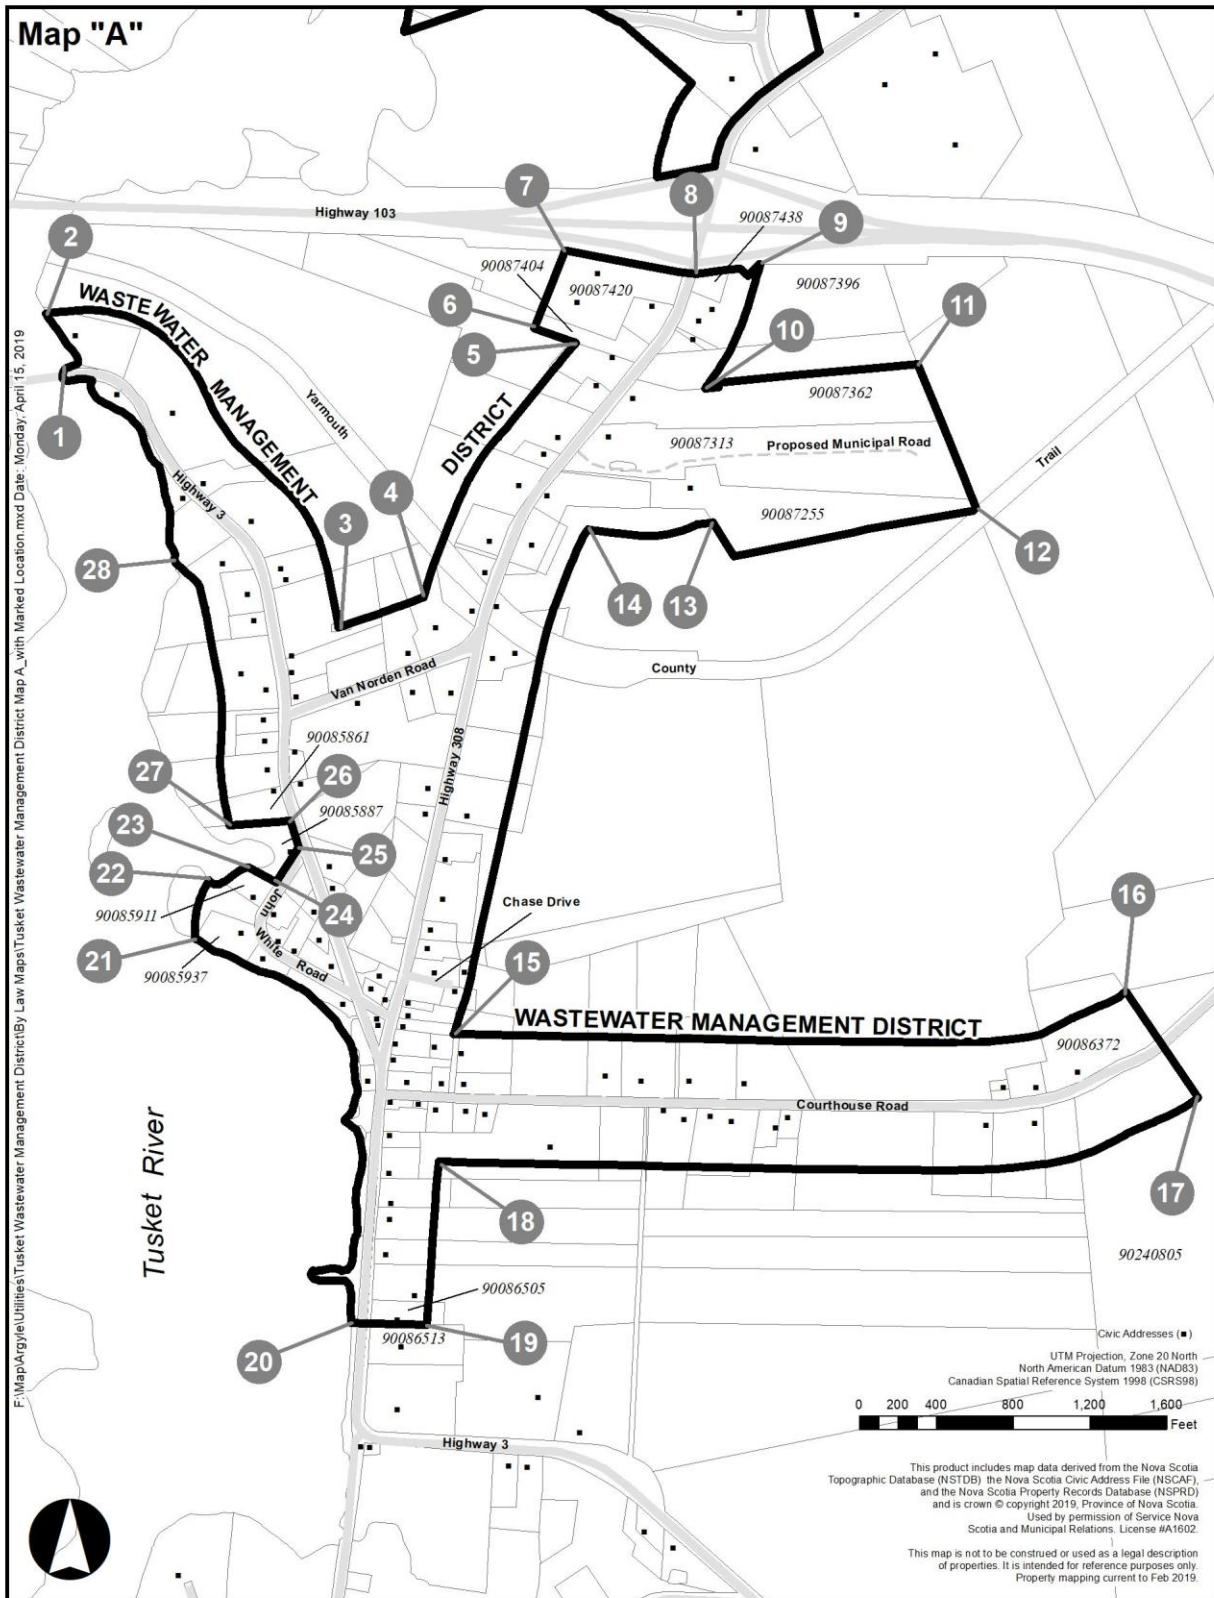 Map "A"
Highway 103
7
8
90087438
9
2
90087404
90087420
90087396
WASTEWATER MANAGEMENT DISTRICT
6
5
10
11
90087362
Yarmouth
1
90087313
Proposed Municipal Road
Trail
Highway 3
4
3
90087255
12
28
14
13
County
Van Norden Road
90085861
Highway 308
27
26
90085887
23
25
22
24
John White Road
90085911
Chase Drive
16
21
90085937
15
WASTEWATER MANAGEMENT DISTRICT
90086372
Courthouse Road
Tusket River
17
18
90240805
90086505
90086513
19
20
Highway 3
Civic Addresses (■)
UTM Projection, Zone 20 North
North American Datum 1983 (NAD83)
Canadian Spatial Reference System 1998 (CSRS98)
0 200 400 800 1,200 1,600
Feet
This product includes map data derived from the Nova Scotia
Topographic Database (NSTDB) the Nova Scotia Civic Address File (NSCAF),
and the Nova Scotia Property Records Database (NSPRD)
and is crown © copyright 2019, Province of Nova Scotia.
Used by permission of Service Nova
Scotia and Municipal Relations. License #A1602.
This map is not to be construed or used as a legal description
of properties. It is intended for reference purposes only.
Property mapping current to Feb 2019.
F:\Map\Argyle\Utilities\Tusket Wastewater Management District\By Law Maps\Tusket Wastewater Management District Map A_with Marked Location.mxd Date: Monday, April 15, 2019